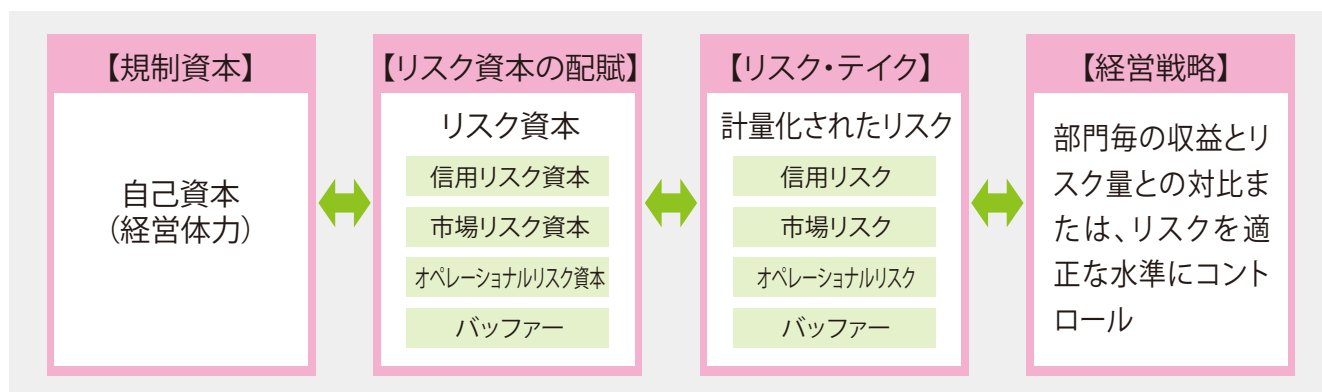 【規制資本】
自己資本
（経営体力）
【リスク資本の配賦】
リスク資本
信用リスク資本
市場リスク資本
オペレーショナルリスク資本
バッファー
【リスク・テイク】
計量化されたリスク
信用リスク
市場リスク
オペレーショナルリスク
バッファー
【経営戦略】
部門毎の収益とリ
スク量との対比ま
たは、リスクを適
正な水準にコント
ロール